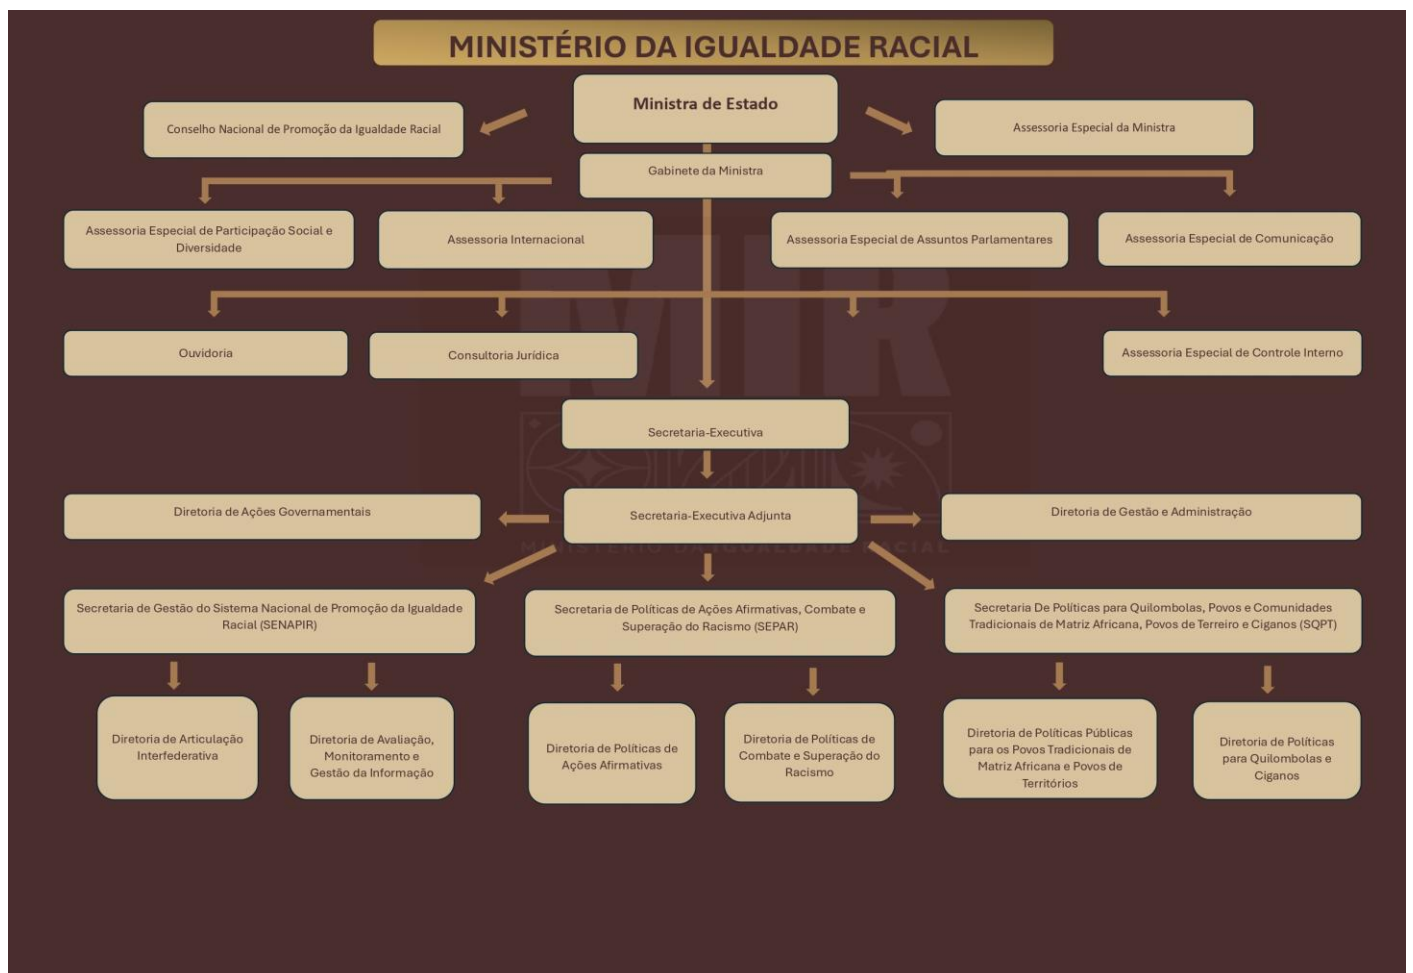 MINISTÉRIO DA IGUALDADE RACIAL
Ministra de Estado
Conselho Nacional de Promoção da Igualdade Racial
Assessoria Especial da Ministra
Gabinete da Ministra
Assessoria Especial de Participação Social e
Diversidade
Assessoria Internacional
Assessoria Especial de Assuntos Parlamentares
Assessoria Especial de Comunicação
MIR
Ouvidoria
Consultoria Jurídica
Assessoria Especial de Controle Interno
Secretaria-Executiva
Diretoria de Ações Governamentais
Secretaria-Executiva Adjunta
Diretoria de Gestão e Administração
MINISTÉRIO DA IGUALDADE RACIAL
Secretaria de Gestão do Sistema Nacional de Promoção da Igualdade
Racial (SENAPIR)
Secretaria de Políticas de Ações Afirmativas, Combate e
Superação do Racismo (SEPAR)
Secretaria De Políticas para Quilombolas, Povos e Comunidades
Tradicionais de Matriz Africana, Povos de Terreiro e Ciganos (SQPT)
Diretoria de Articulação
Interfederativa
Diretoria de Avaliação,
Monitoramento e
Gestão da Informação
Diretoria de Políticas de
Ações Afirmativas
Diretoria de Políticas de
Combate e Superação do
Racismo
Diretoria de Políticas Públicas
para os Povos Tradicionais de
Matriz Africana e Povos de
Territórios
Diretoria de Políticas
para Quilombolas e
Ciganos